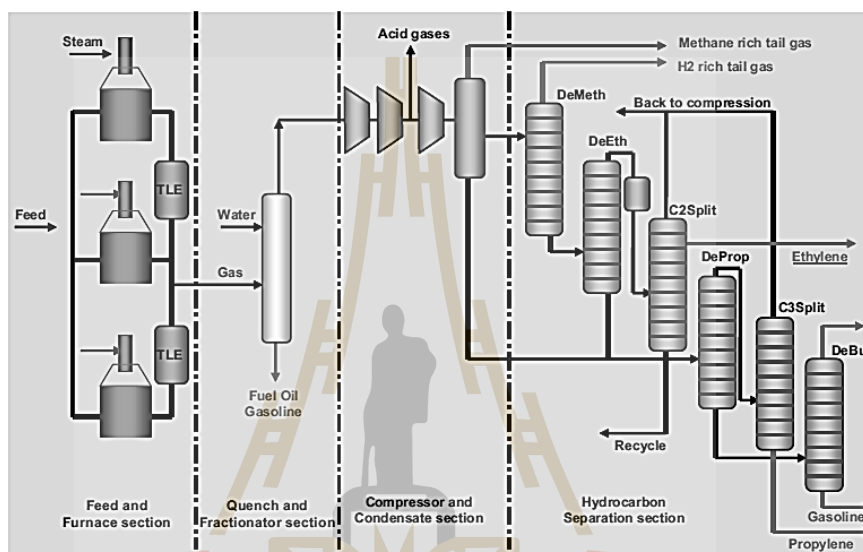 Steam
Acid gases
Methane rich tail gas
H2 rich tail gas
DeMeth
Back to compression
DeEth
TLE
C2Split
Feed
Water
Ethylene
Gas
DeProp
C3Split
TLE
DeBu
Fuel Oil
Gasoline
Recycle
Feed and
Furnace section
Quench and
Fractionator section
Compressor and
Condensate section
Hydrocarbon
Separation section
Gasoline
Propylene